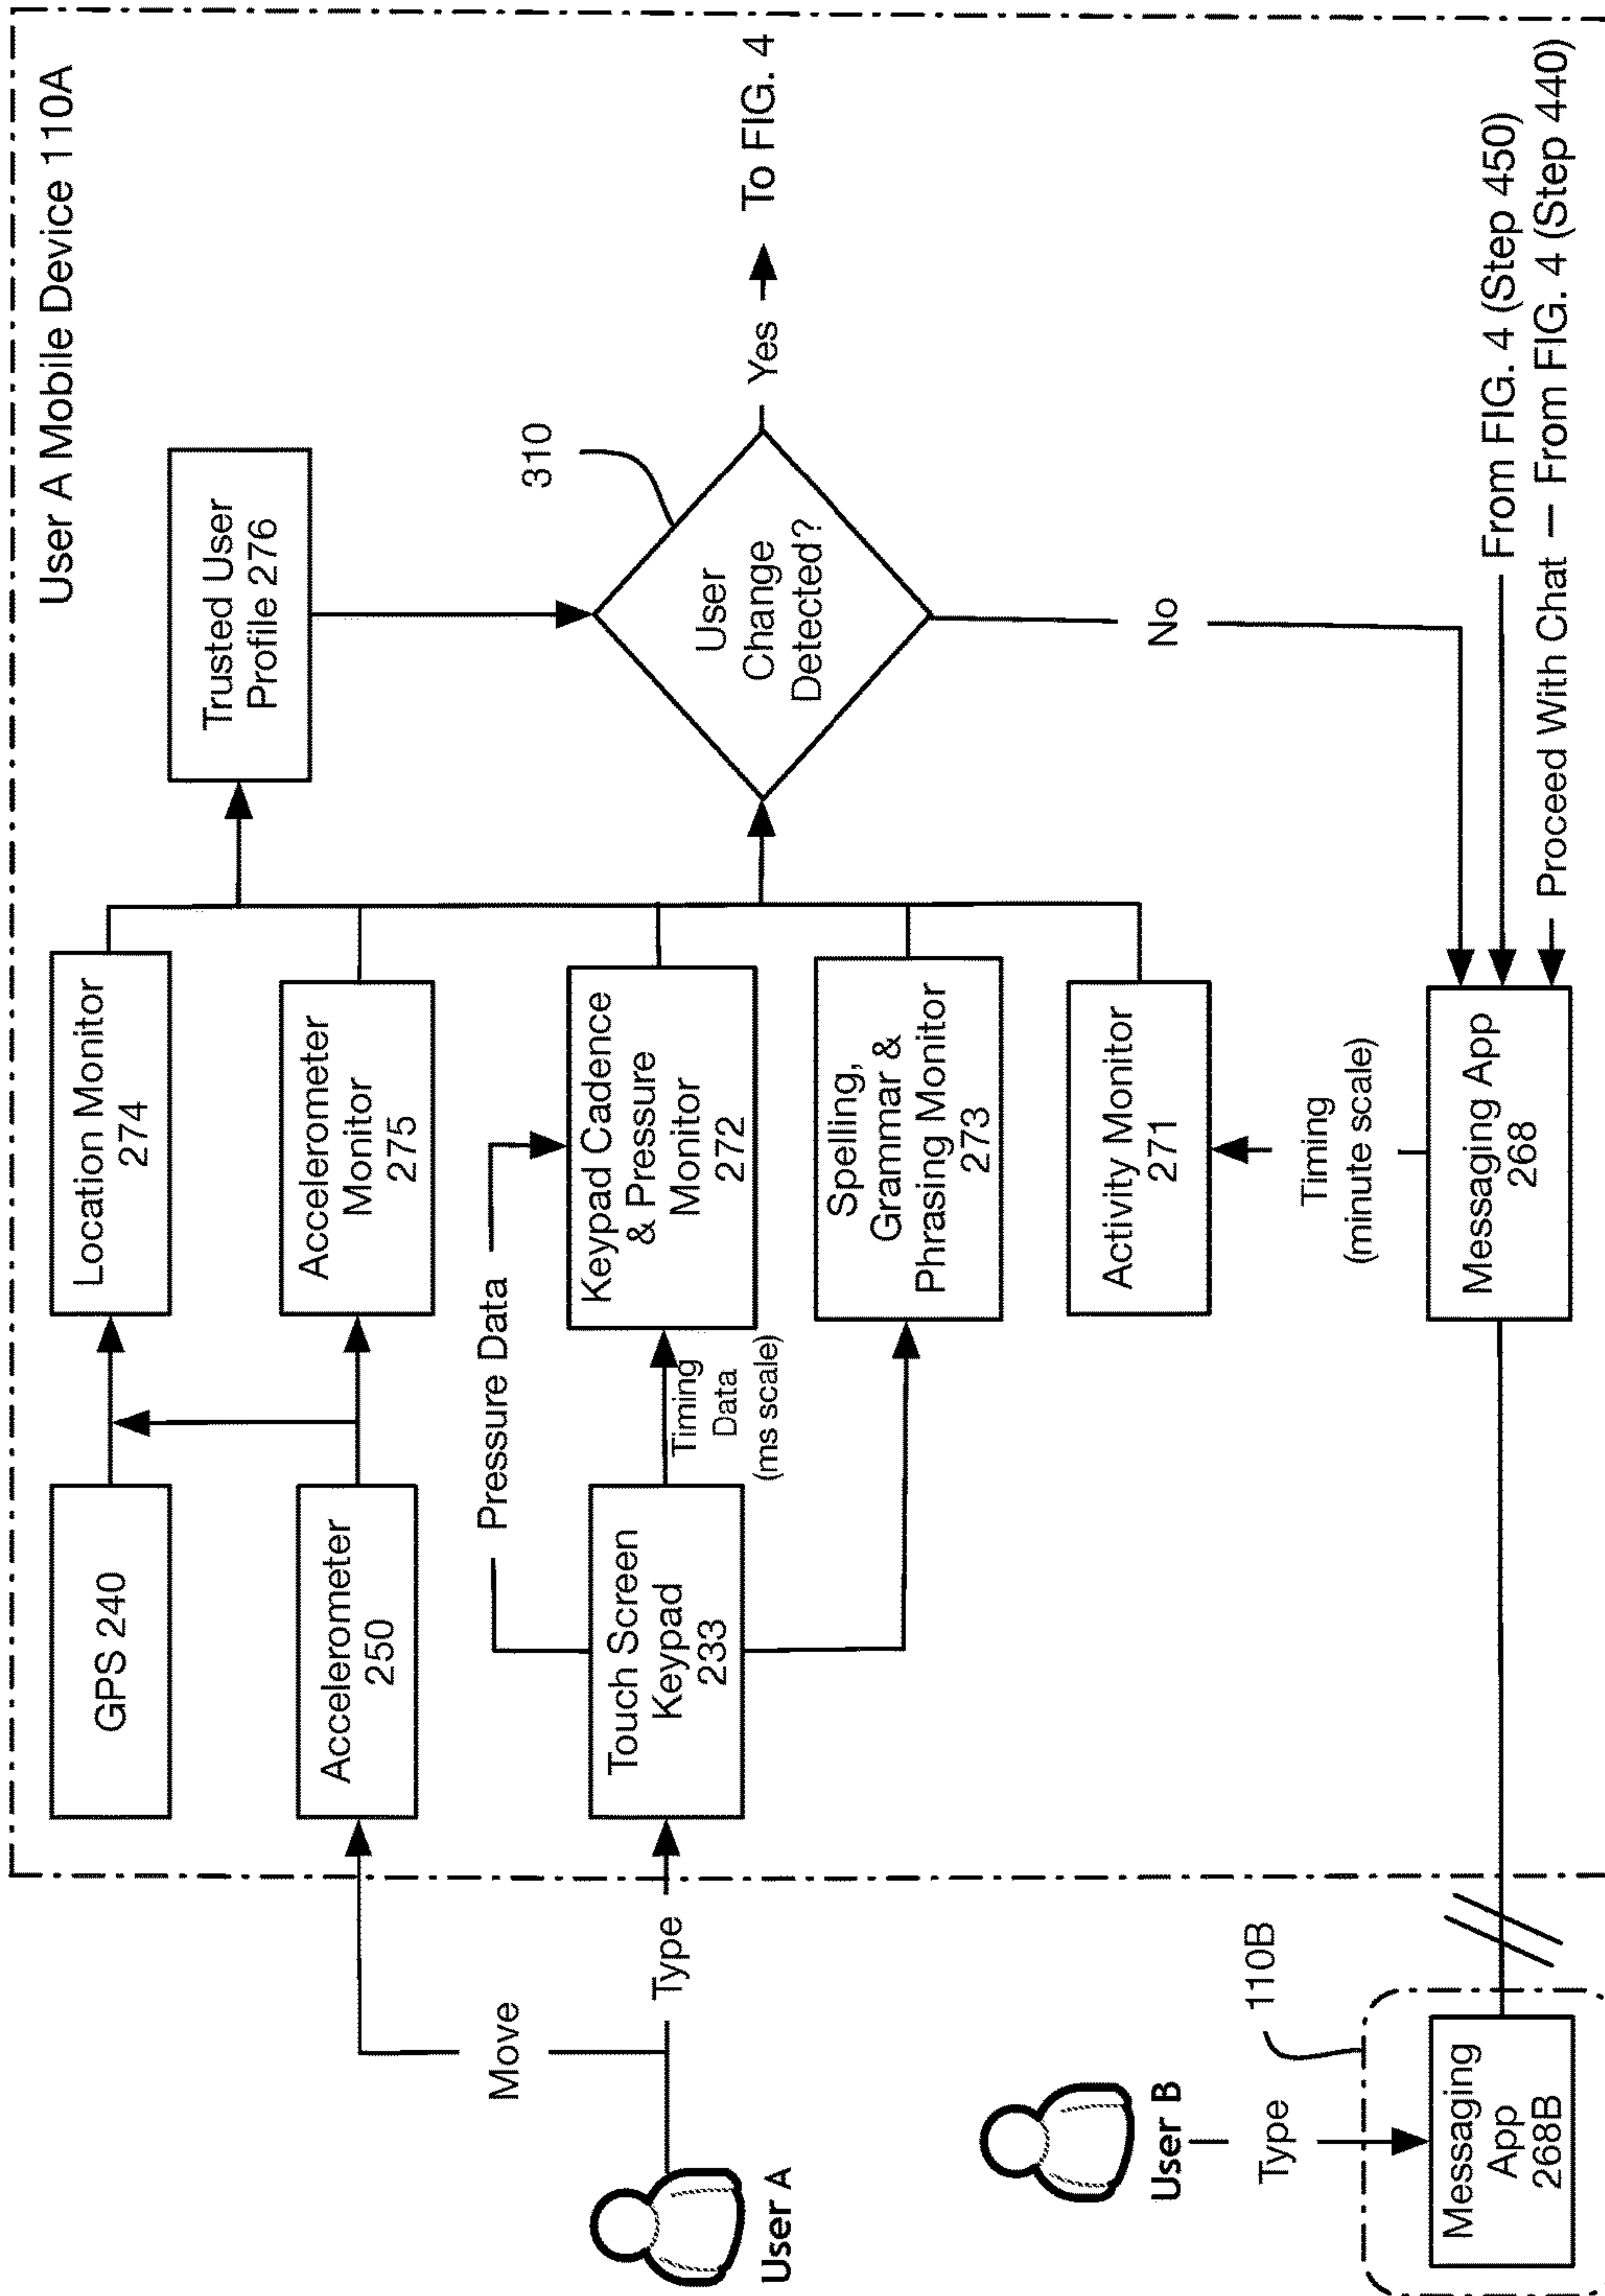 User A Mobile Device 110A
GPS 240
Location Monitor
274
Trusted User
Profile 276
Accelerometer
250
Accelerometer
Monitor
275
Move
Pressure Data
310
User A
Type
Touch Screen
Keypad
233
Timing
Data
(ms scale)
Keypad Cadence
& Pressure
Monitor
272
User
Change
Detected?
Yes
To FIG. 4
Spelling,
Grammar &
Phrasing Monitor
273
Activity Monitor
271
No
User B
Type
110B
Timing
(minute scale)
Messaging
App
268B
Messaging App
268
From FIG. 4 (Step 450)
Proceed With Chat — From FIG. 4 (Step 440)